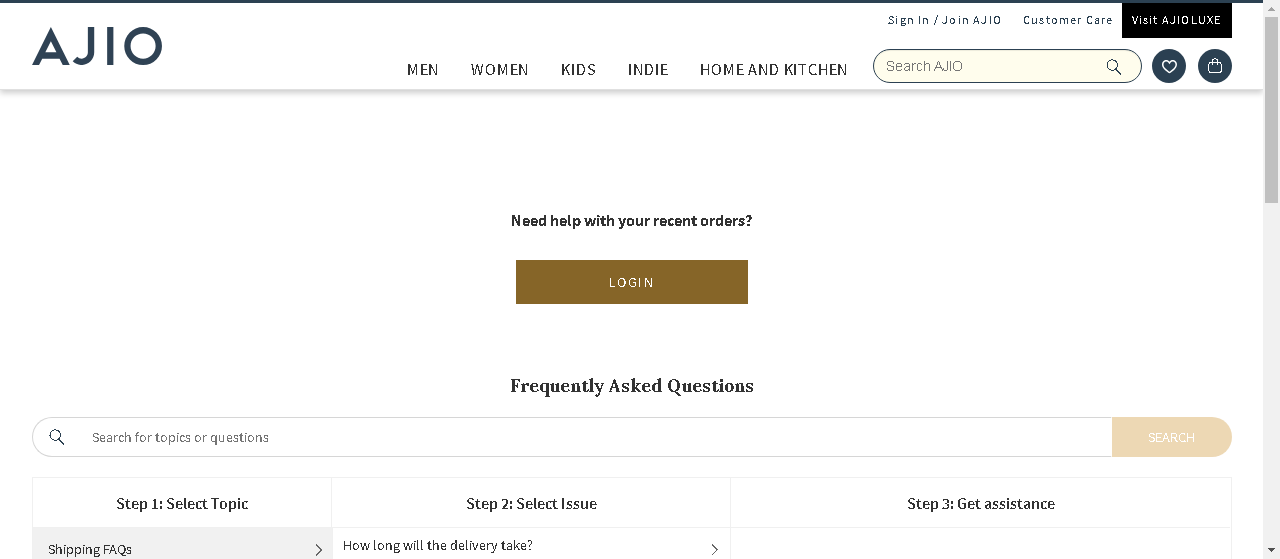 Sign In / Join AJIO Customer Care Visit AJIOLUXE
AJIO
MEN WOMEN KIDS INDIE HOME AND KITCHEN Search AJIO
Need help with your recent orders?
LOGIN
Frequently Asked Questions
Search for topics or questions SEARCH
Step 1: Select Topic Step 2: Select Issue Step 3: Get assistance
Shipping FAQs How long will the delivery take?